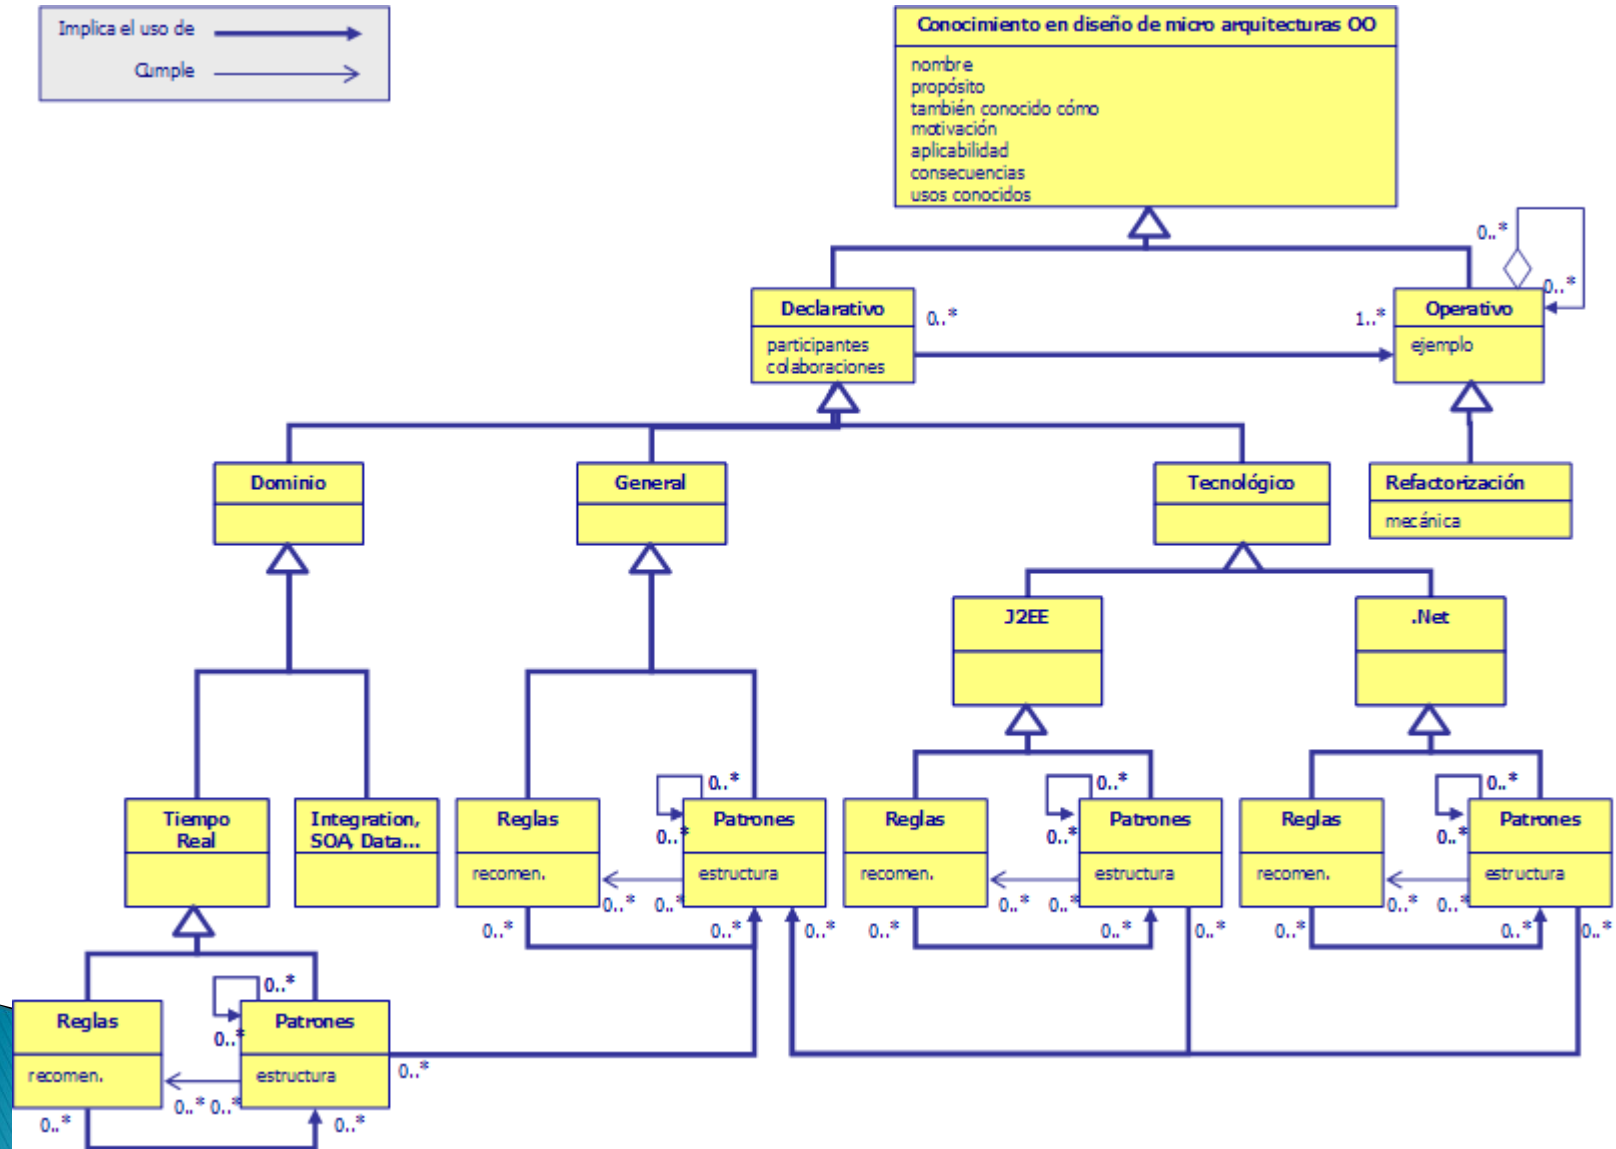 Implica el uso de
Cumple
Conocimiento en diseño de micro arquitecturas OO
nombre
propósito
también conocido cómo
motivación
aplicabilidad
consecuencias
usos conocidos
0..*
0..*
Declarativo
participantes
colaboraciones
0..*
1..*
Operativo
ejemplo
Dominio
General
Tecnológico
Refactorización
mecánica
J2EE
.Net
Tiempo
Real
Integration,
SOA, Data...
Reglas
recomen.
0..*
0..*
Patrones
estructura
0..*
0..*
0..*
0..*
0..*
Reglas
recomen.
0..*
0..*
Patrones
estructura
0..*
0..*
0..*
0..*
0..*
Reglas
recomen.
0..*
0..*
Patrones
estructura
0..*
0..*
0..*
0..*
0..*
Reglas
recomen.
0..*
0..*
Patrones
estructura
0..*
0..*
0..*
0..*
0..*